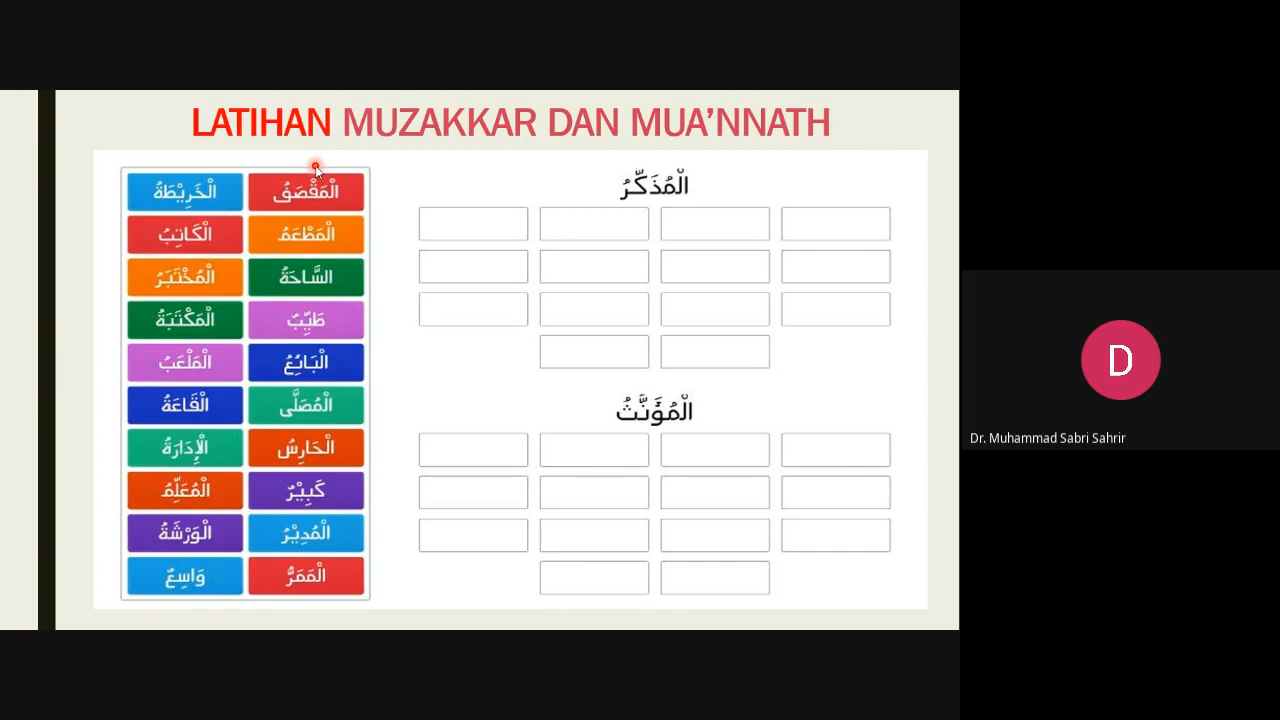 LATIHAN MUZAKKAR DAN MUA’NNATH
الْمُذَكَّرُ
الْمَقْصَفُ
الْخَرِيْطَةُ
الْمَطْعَمُ
الْكَاتِبُ
السَّاحَةُ
الْمُخْتَبَرُ
طَيِّبٌ
الْمَكْتَبَةُ
الْبَائِعُ
الْمَلْعَبُ
الْمُصَلَّى
الْقَاعَةُ
الْمُؤَنَّثُ
الْحَارِسُ
الْإِدَارَةُ
كَبِيْرٌ
الْمُعَلِّمُ
الْمُدِيْرُ
الْوَرْشَةُ
الْمَمَرُّ
وَاسِعٌ
D
Dr. Muhammad Sabri Sahrir